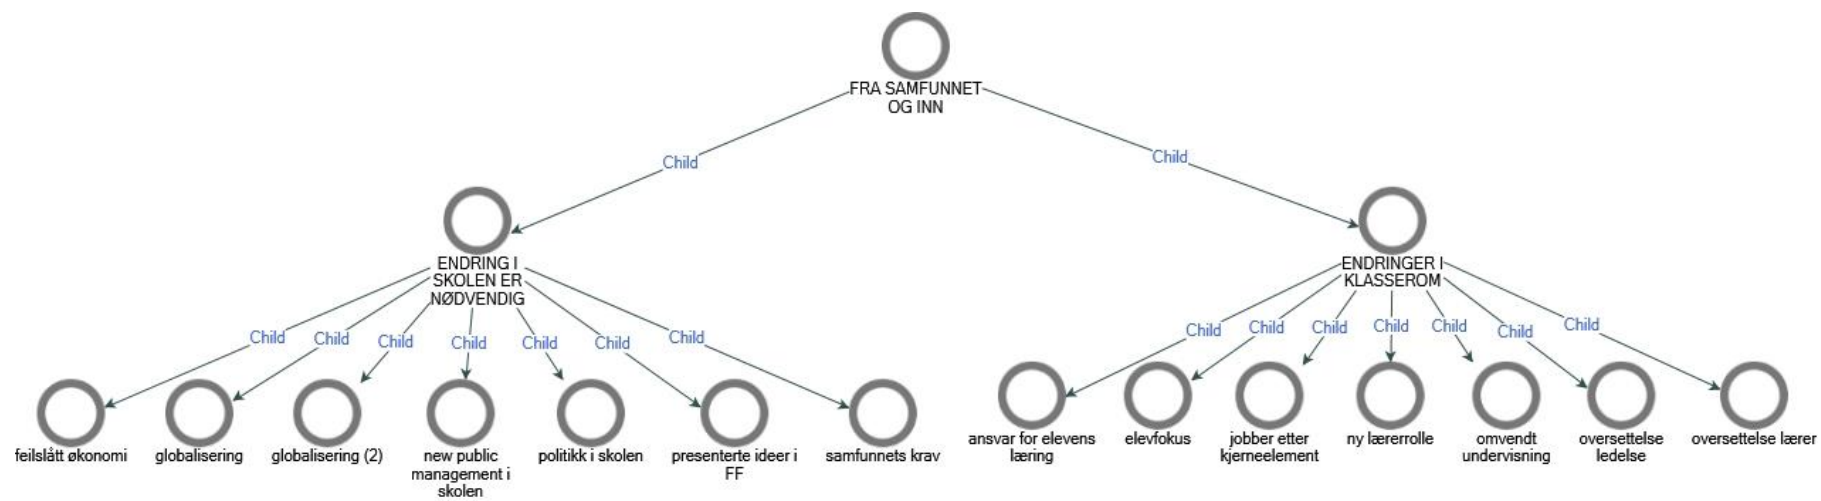 FRA SAMFUNNET
OG INN
Child
Child
ENDRING I
SKOLEN ER
NØDVENDIG
ENDRINGER I
KLASSEROM
Child
Child
Child
Child
Child
Child
Child
Child
Child
Child
Child
Child
Child
Child
feilslått økonomi
globalisering
globalisering (2)
new public
management i
skolen
politikk i skolen
presenterte ideer i
FF
samfunnets krav
ansvar for elevens
læring
elevfokus
jobber etter
kjerneelement
ny lærerrolle
omvendt
undervisning
oversettelse
ledelse
oversettelse lærer